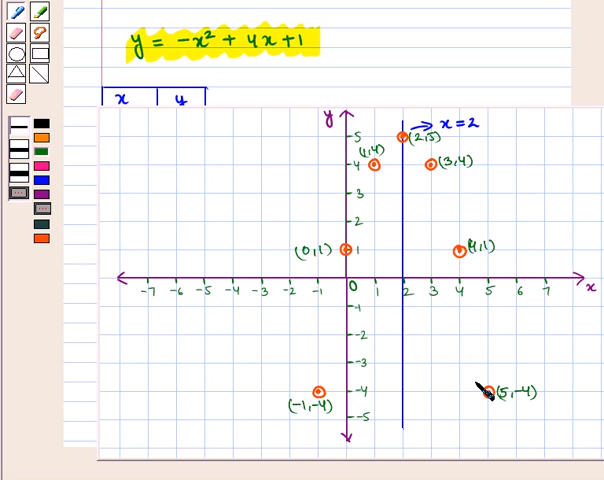 y = -x² + 4x + 1
x y
y
x = 2
5 (2,5)
(1,4) 4 (3,4)
3
2
(0,1) 1 (4,1)
-7 -6 -5 -4 -3 -2 -1 0 1 2 3 4 5 6 7 x
-1
-2
-3
-4 (5,-4)
(-1,-4) -5